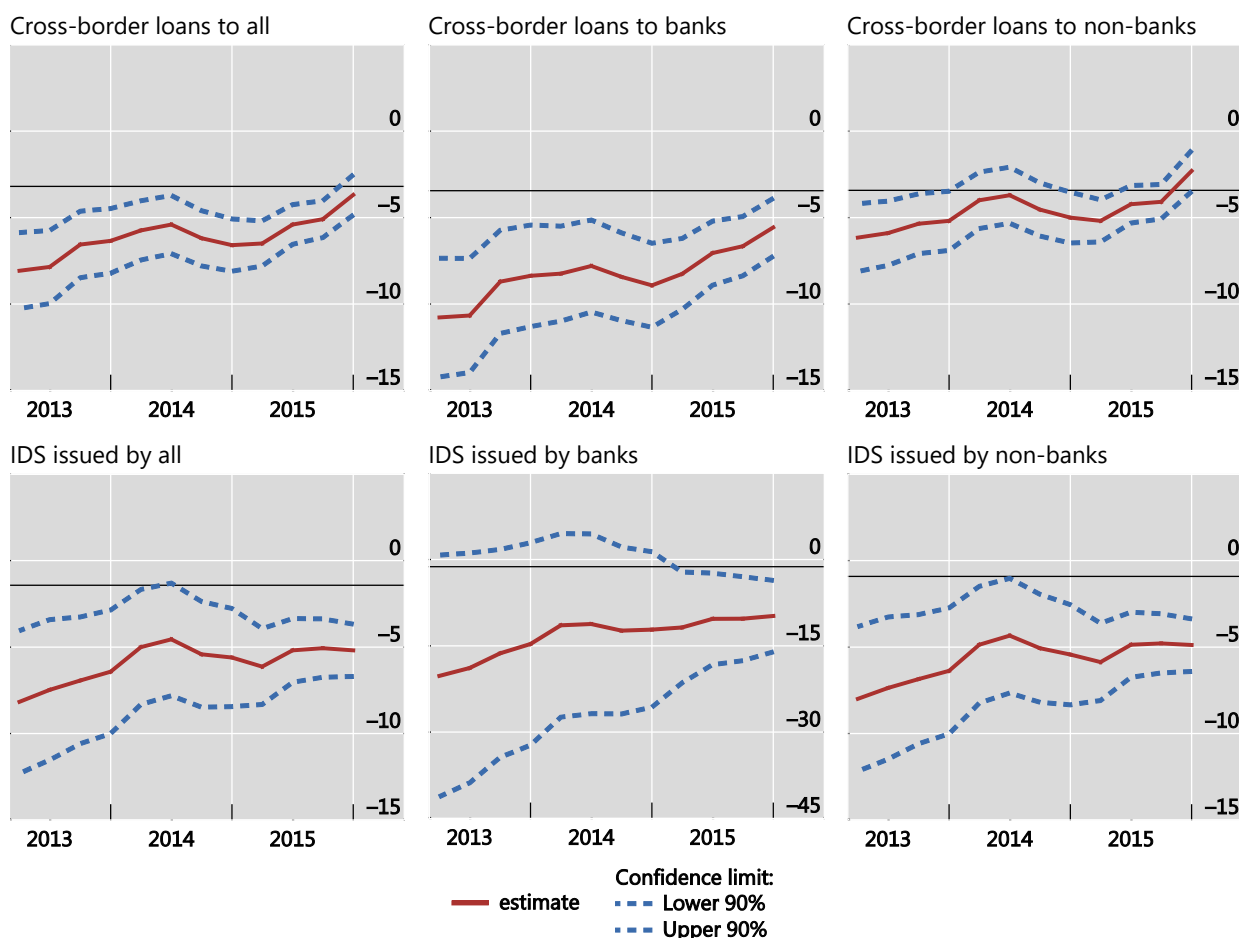 Cross-border loans to all
Cross-border loans to banks
Cross-border loans to non-banks
0
0
0
–5
–5
–5
–10
–10
–10
–15
–15
–15
2013 2014 2015
2013 2014 2015
2013 2014 2015
IDS issued by all
IDS issued by banks
IDS issued by non-banks
0
0
0
–5
–15
–5
–10
–30
–10
–15
–45
–15
2013 2014 2015
2013 2014 2015
2013 2014 2015
estimate
Confidence limit:
Lower 90%
Upper 90%